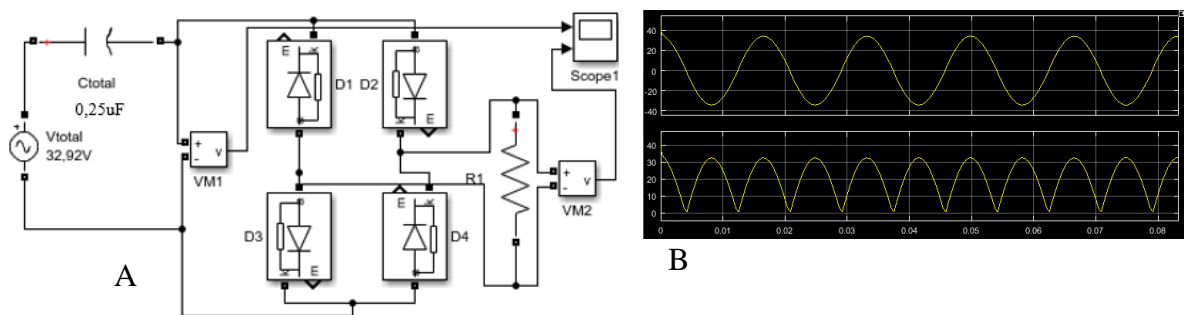 m
k
D1
D2
a
m
Scope1
Ctotal
0,25uF
+
Vtotal
32,92V
+
-
v
VM1
+
R1
+
-
v
VM2
a
D3
k
m
m
k
D4
a
A
40
20
0
-20
-40
40
30
20
10
0
0
0.01
0.02
0.03
0.04
0.05
0.06
0.07
0.08
B